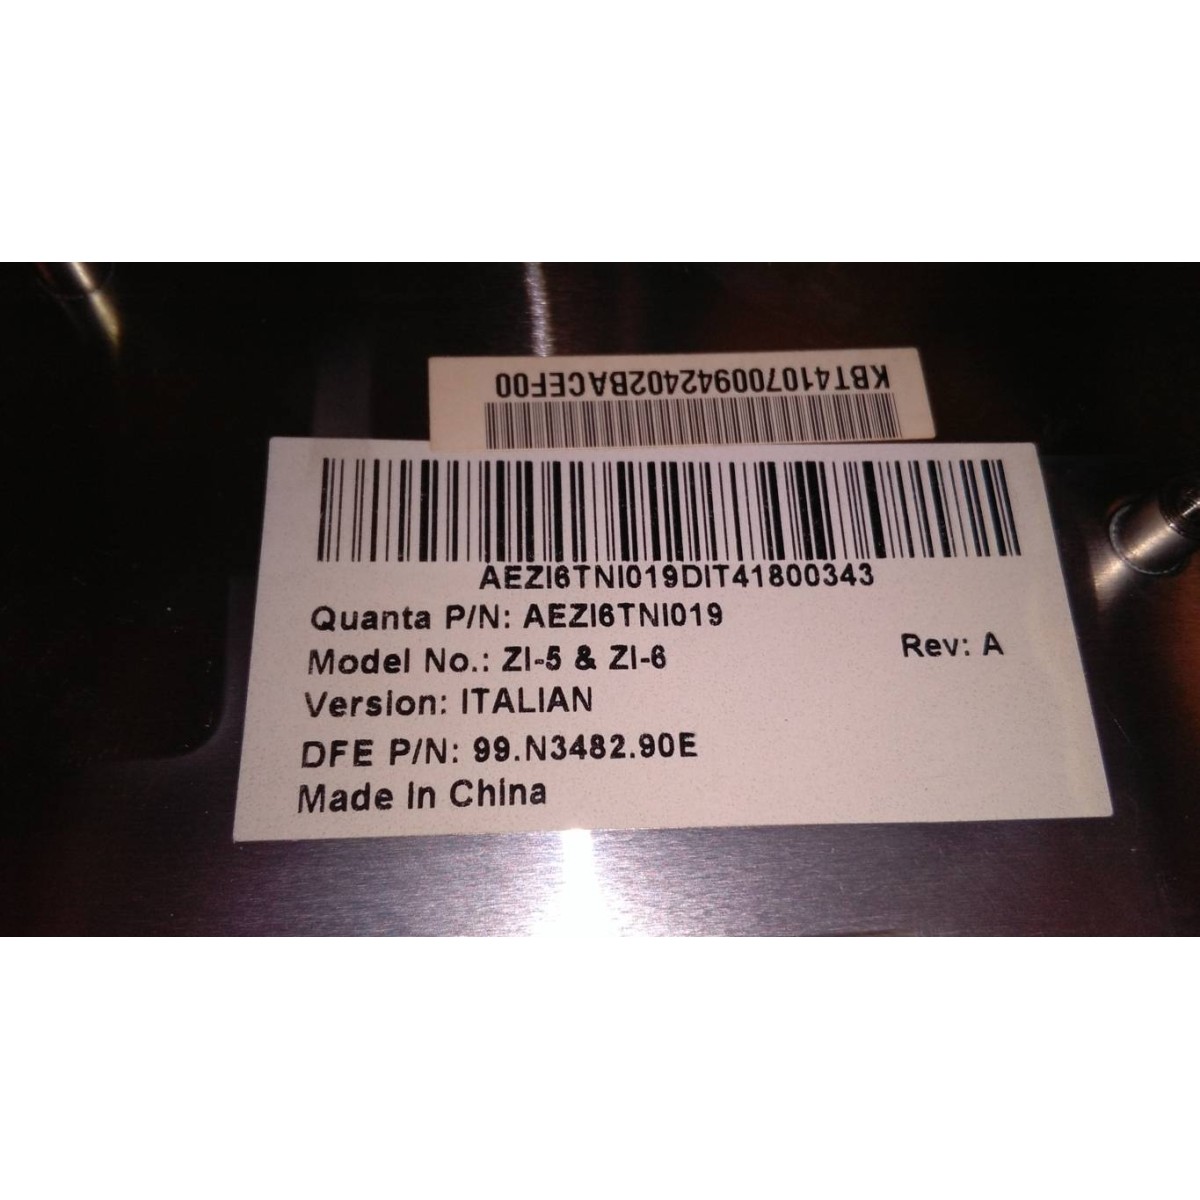 KBT4107009422402BACEF00
AEZI6TNI019DIT41800343
Quanta P/N: AEZI6TNI019
Model No.: ZI-5 & ZI-6
Rev: A
Version: ITALIAN
DFE P/N: 99.N3482.90E
Made In China